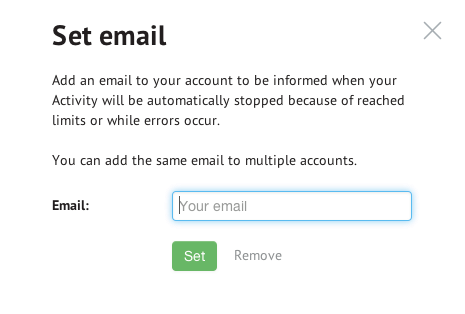 Set email
Add an email to your account to be informed when your
Activity will be automatically stopped because of reached
limits or while errors occur.
You can add the same email to multiple accounts.
Email:
Your email
Set
Remove